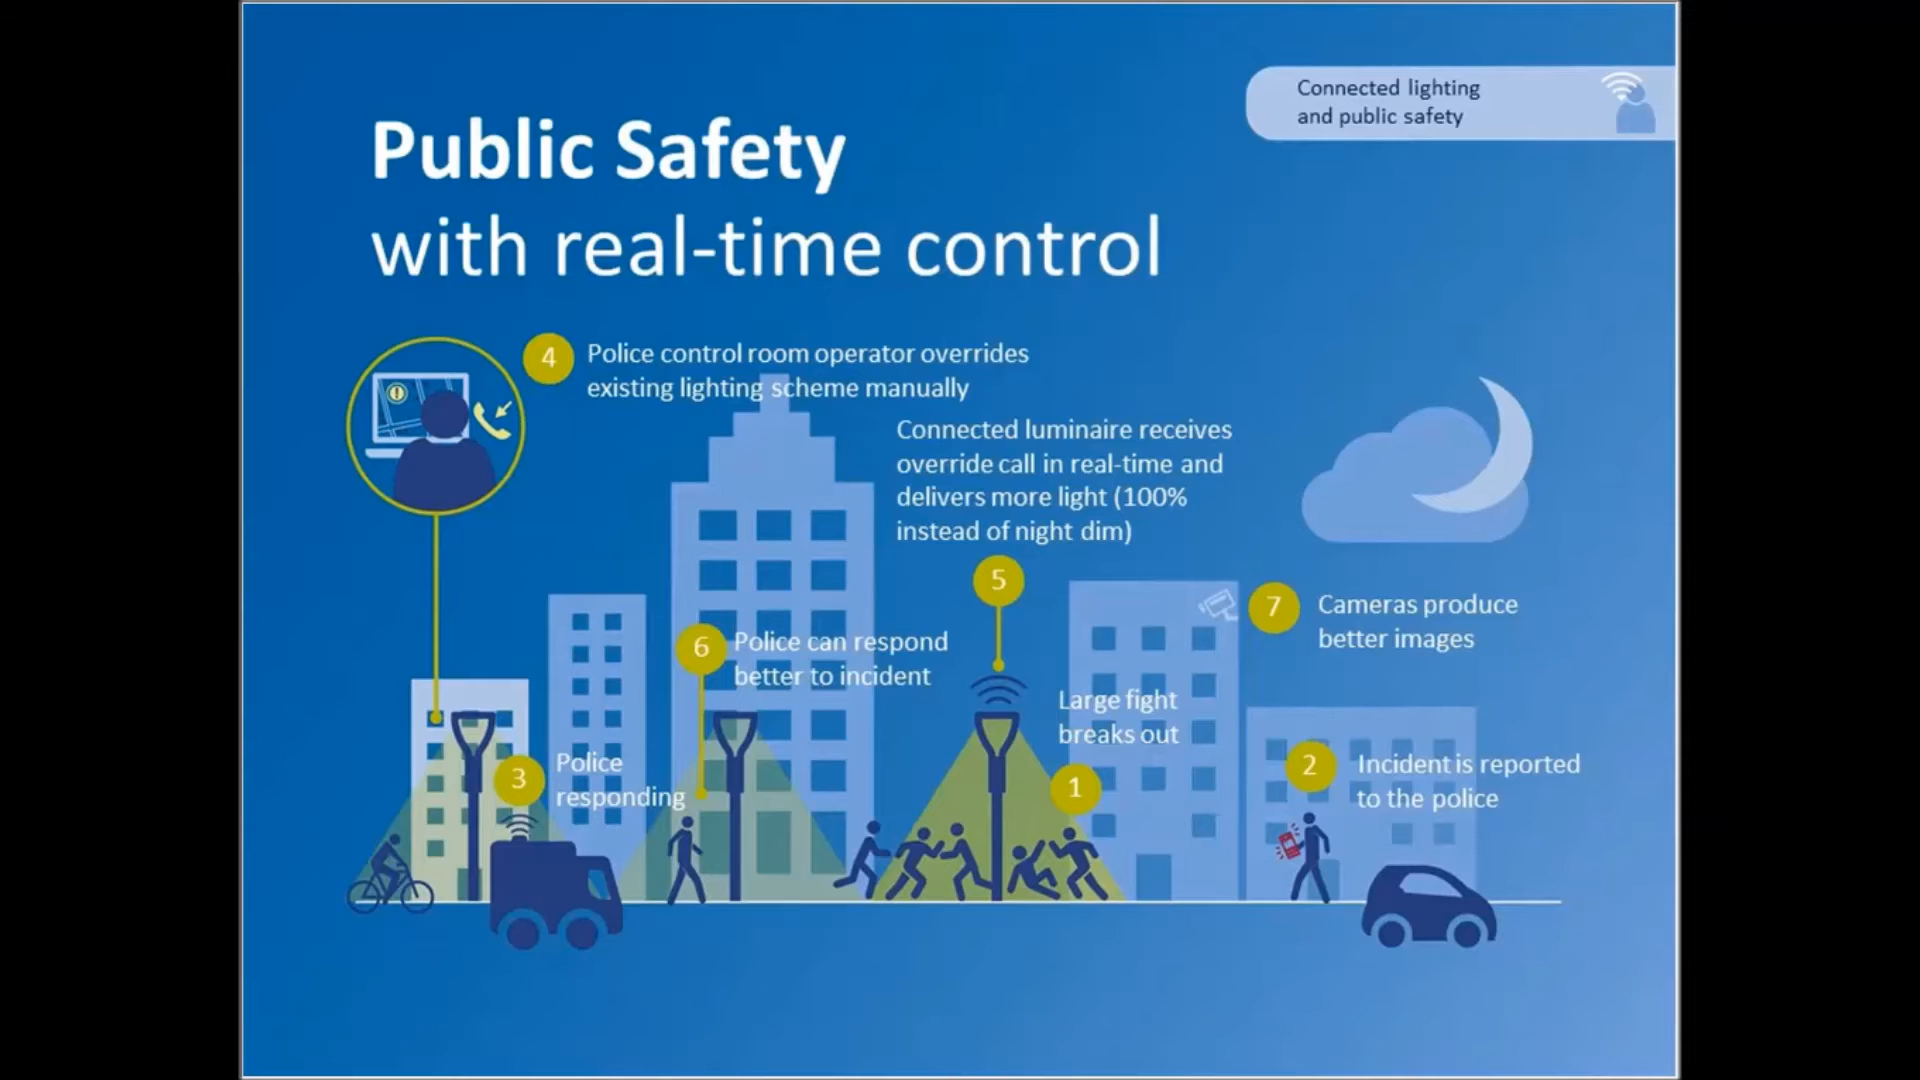 Connected lighting
and public safety
Public Safety
with real-time control
4
Police control room operator overrides
existing lighting scheme manually
Connected luminaire receives
override call in real-time and
delivers more light (100%
instead of night dim)
5
7
Cameras produce
better images
6
Police can respond
better to incident
Large fight
breaks out
1
2
Incident is reported
to the police
3
Police
responding